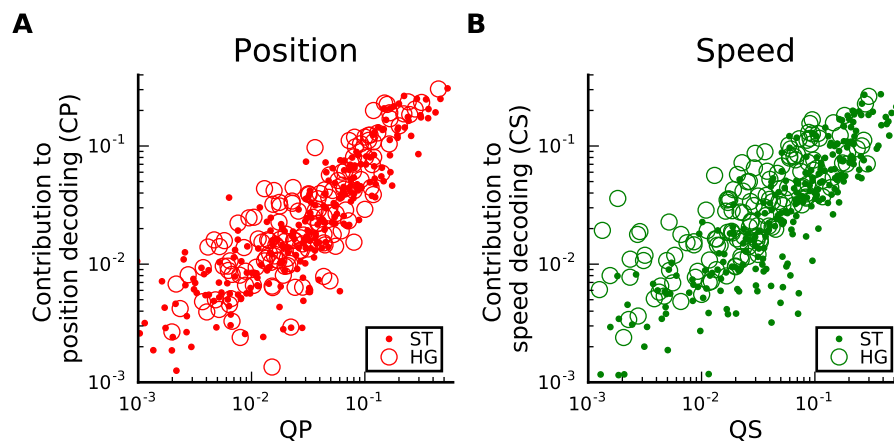 A
Position
Contribution to
position decoding (CP)
10^-1
10^-2
10^-3
10^-3
10^-2
10^-1
QP
ST
HG
B
Speed
Contribution to
speed decoding (CS)
10^-1
10^-2
10^-3
10^-3
10^-2
10^-1
QS
ST
HG